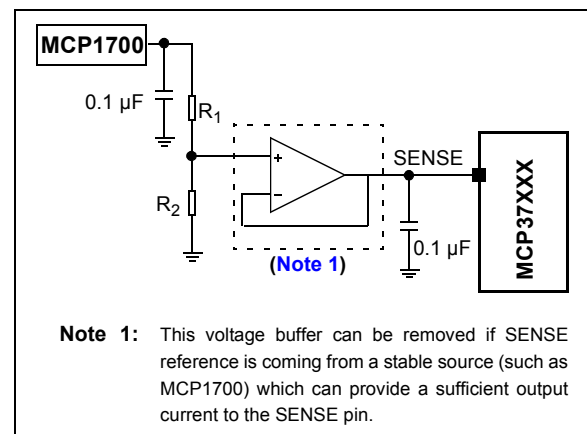 MCP1700
0.1 µF
R1
R2
+
–
SENSE
0.1 µF
MCP37XXX
(Note 1)
Note 1: This voltage buffer can be removed if SENSE
reference is coming from a stable source (such as
MCP1700) which can provide a sufficient output
current to the SENSE pin.